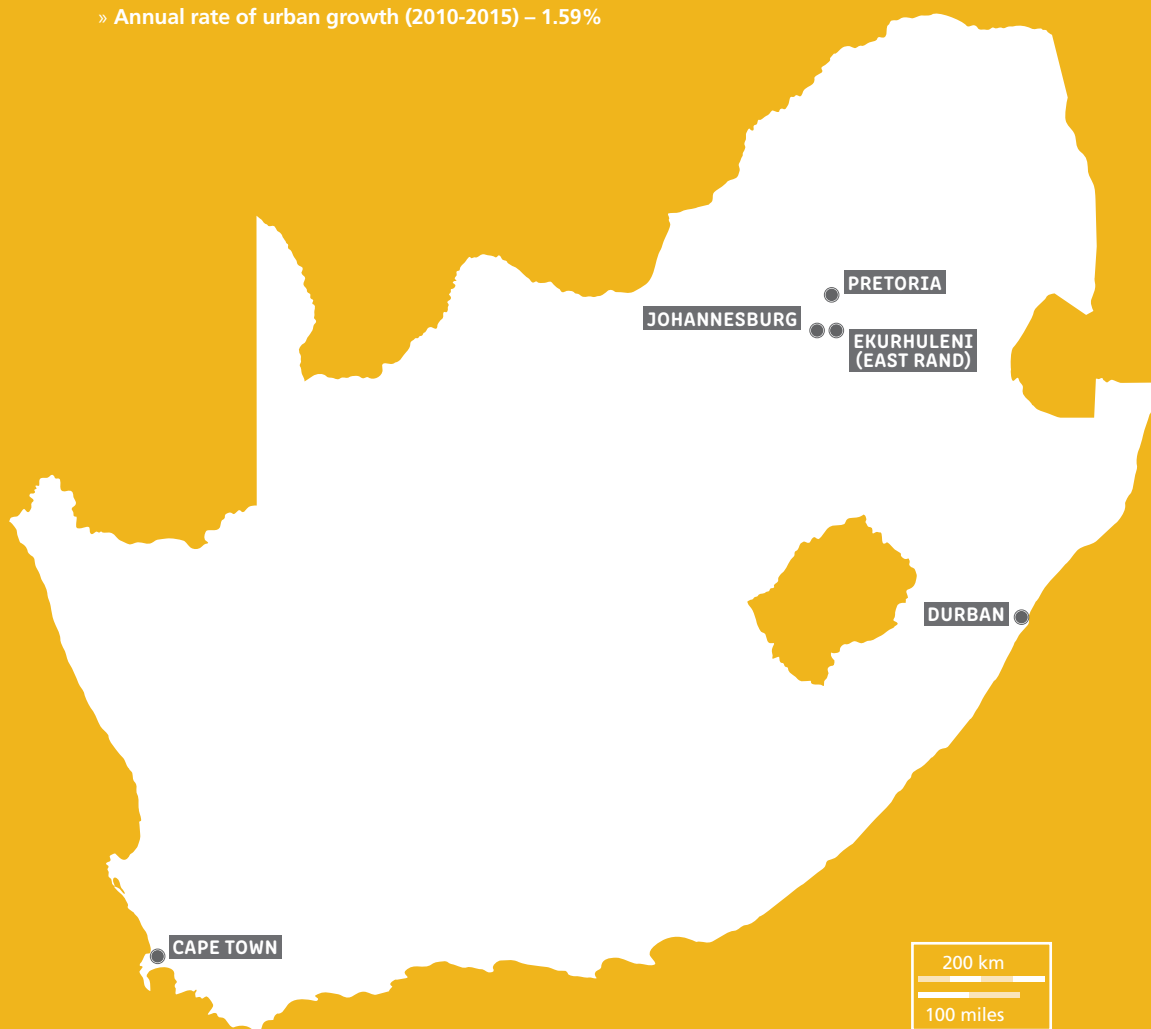 » Annual rate of urban growth (2010-2015) – 1.59%
PRETORIA
JOHANNESBURG
EKURHULENI
(EAST RAND)
DURBAN
CAPE TOWN
200 km
100 miles